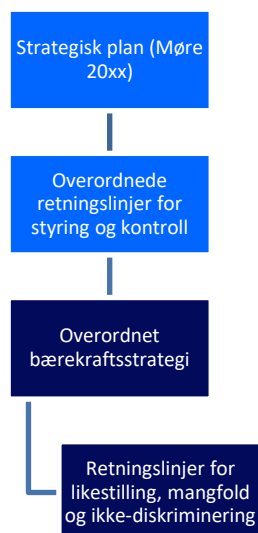 Strategisk plan (Møre
20xx)
Overordnede
retningslinjer for
styring og kontroll
Overordnet
bærekraftsstrategi
Retningslinjer for
likestilling, mangfold
og ikke-diskriminering